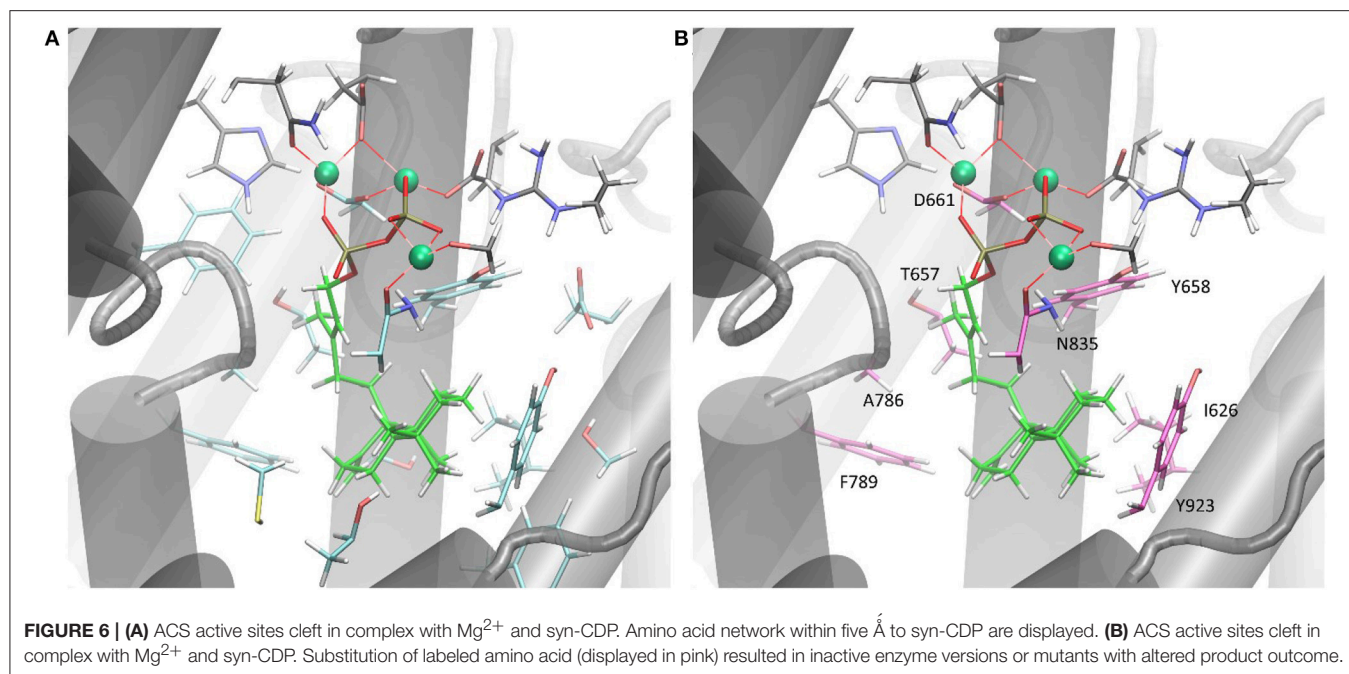 A
B
D661
T657
Y658
N835
A786
I626
F789
Y923
FIGURE 6 | (A) ACS active sites cleft in complex with Mg²⁺ and syn-CDP. Amino acid network within five Å to syn-CDP are displayed. (B) ACS active sites cleft in
complex with Mg²⁺ and syn-CDP. Substitution of labeled amino acid (displayed in pink) resulted in inactive enzyme versions or mutants with altered product outcome.